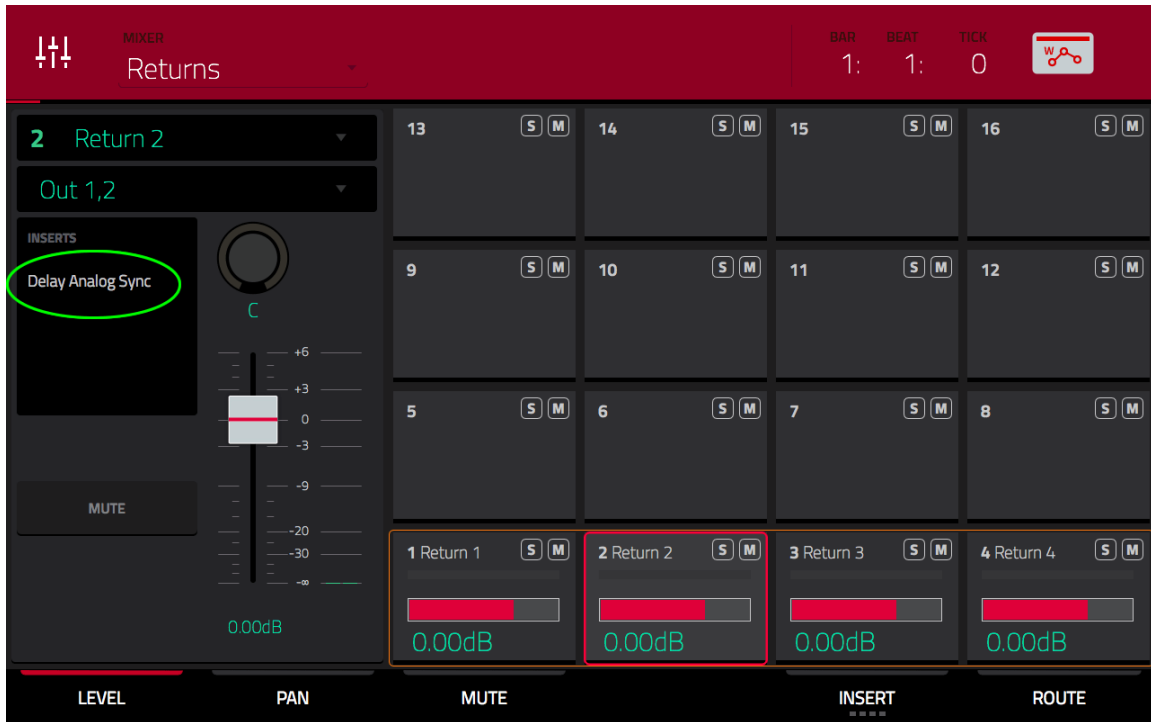 MIXER
Returns
BAR BEAT TICK
1: 1: 0
W
2 Return 2
Out 1,2
INSERTS
Delay Analog Sync
C
+6
+3
0
-3
-9
-20
-30
-∞
MUTE
0.00dB
13 S M 14 S M 15 S M 16 S M
9 S M 10 S M 11 S M 12 S M
5 S M 6 S M 7 S M 8 S M
1 Return 1 S M 2 Return 2 S M 3 Return 3 S M 4 Return 4 S M
0.00dB 0.00dB 0.00dB 0.00dB
LEVEL PAN MUTE INSERT ROUTE